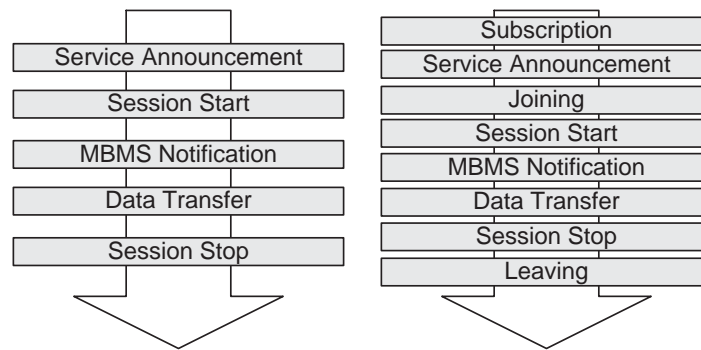 Service Announcement
Session Start
MBMS Notification
Data Transfer
Session Stop
Subscription
Service Announcement
Joining
Session Start
MBMS Notification
Data Transfer
Session Stop
Leaving